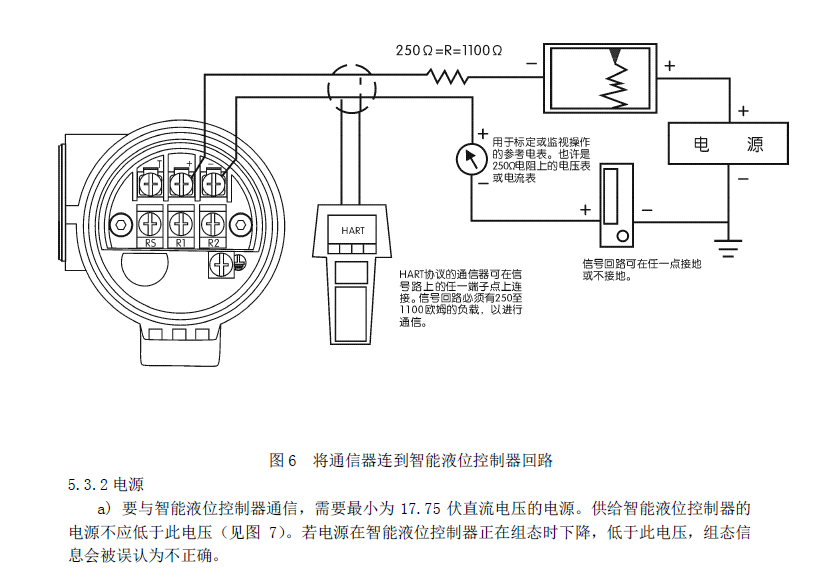 250Ω=R=1100Ω
−
+
+
电 源
−
+
−
用于标定或监视操作
的参考电表。也许是
250Ω电阻上的电压表
或电流表
+
−
信号回路可在任一点接地
或不接地。
T
+
−
RS
R1
R2
HART
HART协议的通信器可在信
号路上的任一端子点上连
接。信号回路必须有250至
1100欧姆的负载，以进行
通信。
图 6 将通信器连到智能液位控制器回路
5.3.2 电源
a) 要与智能液位控制器通信，需要最小为 17.75 伏直流电压的电源。供给智能液位控制器的
电源不应低于此电压（见图 7）。若电源在智能液位控制器正在组态时下降，低于此电压，组态信
息会被误认为不正确。